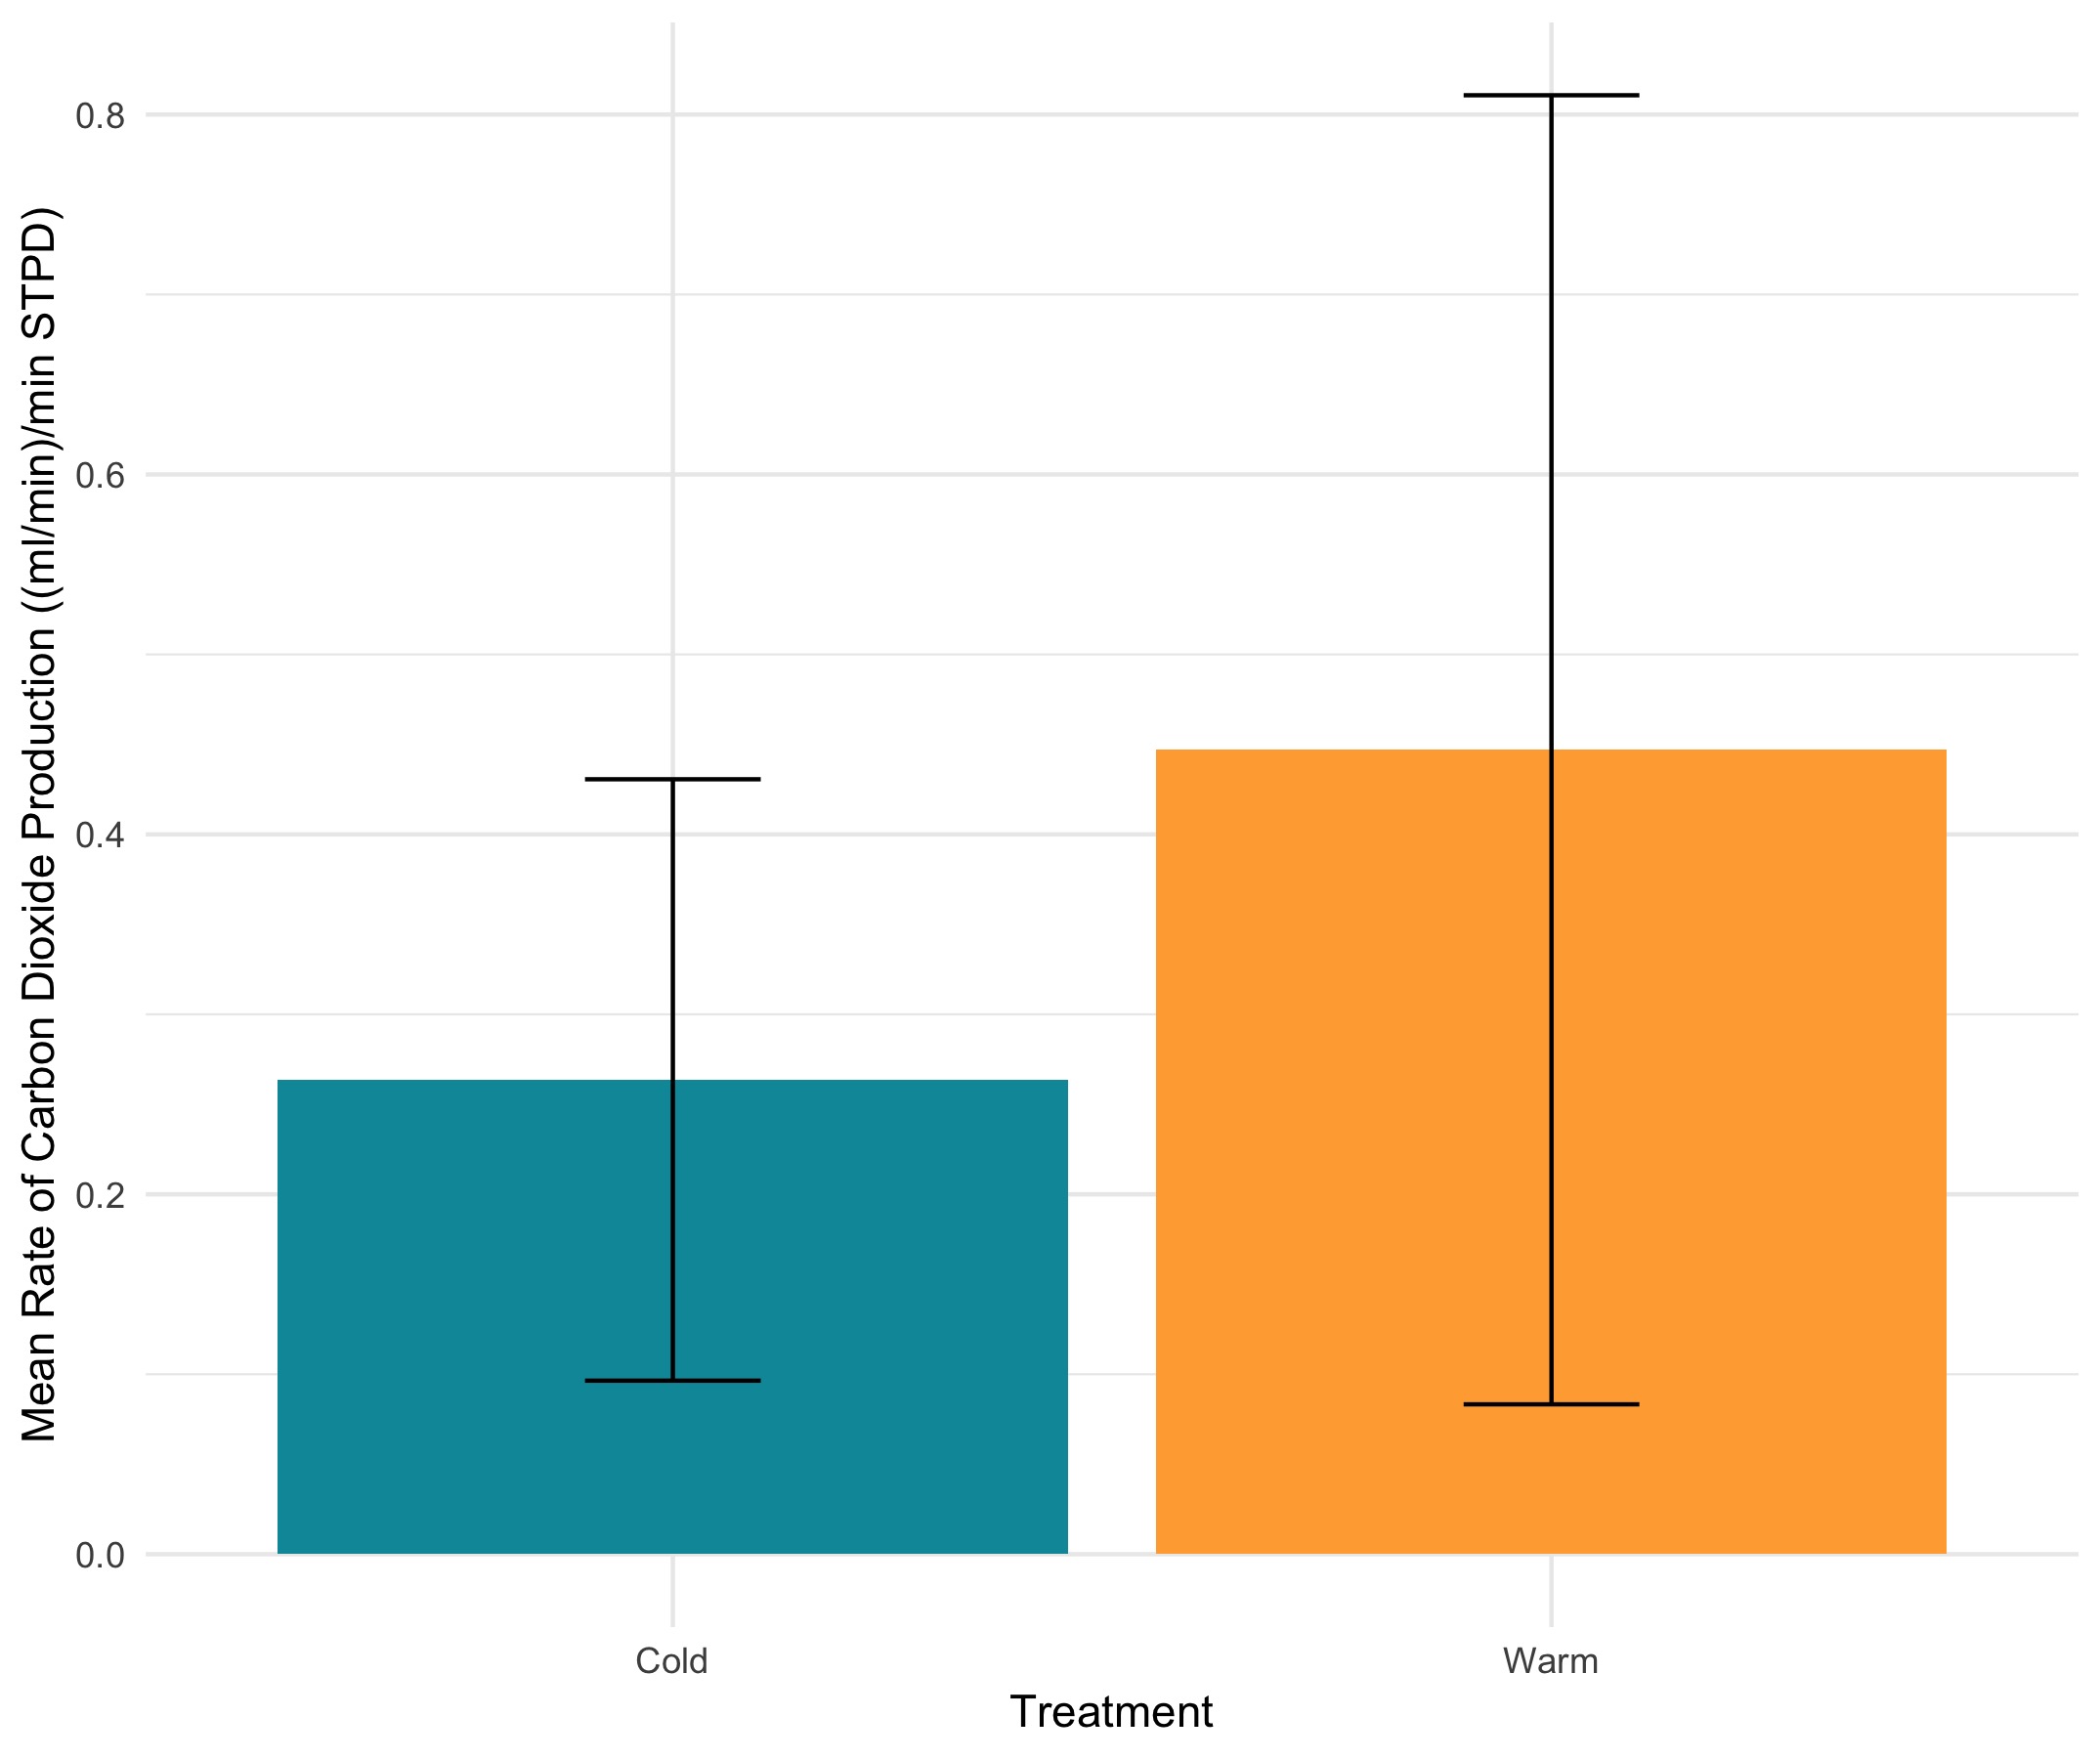 Mean Rate of Carbon Dioxide Production ((ml/min)/min STPD)
0.8
0.6
0.4
0.2
0.0
Cold Warm
Treatment